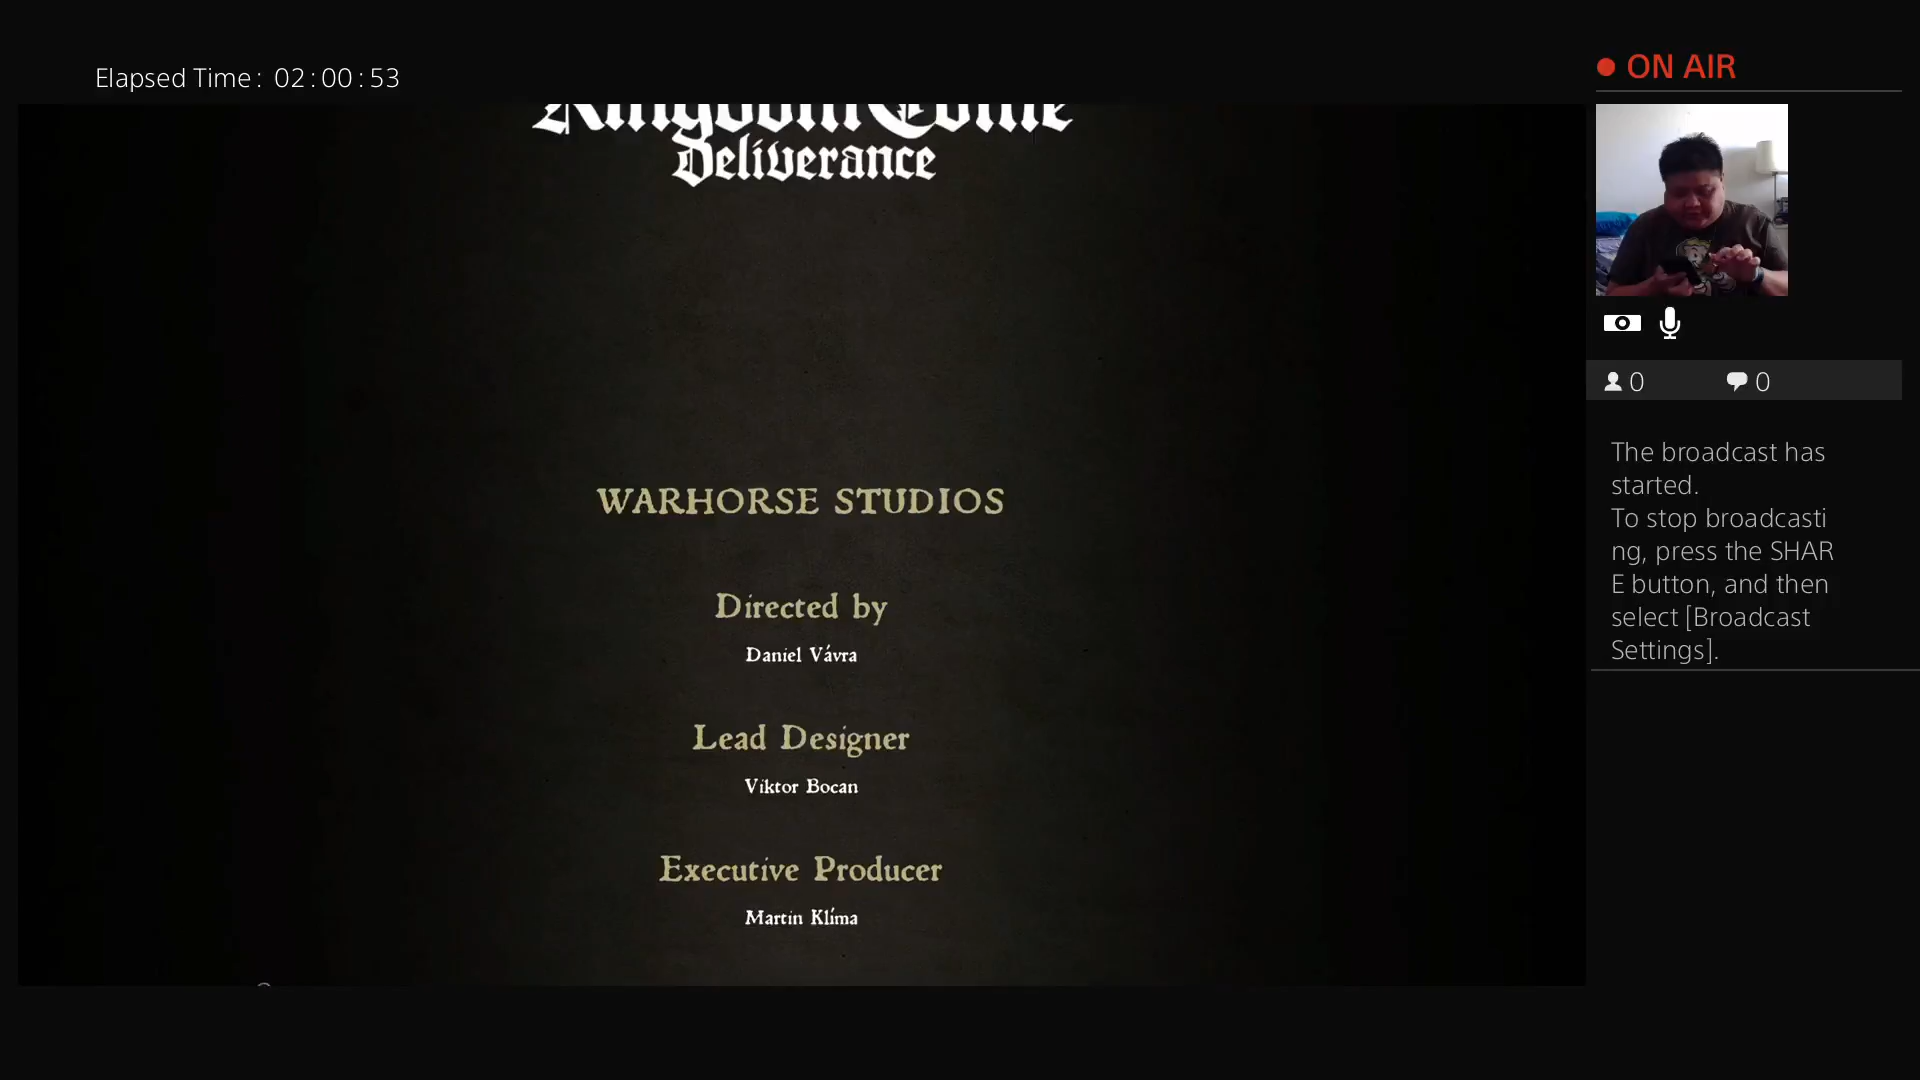 Elapsed Time: 02:00:53
ON AIR
Kingdom Come
Deliverance
WARHORSE STUDIOS
Directed by
Daniel Vávra
Lead Designer
Viktor Bocan
Executive Producer
Martin Klíma
0
0
The broadcast has
started.
To stop broadcasti
ng, press the SHAR
E button, and then
select [Broadcast
Settings].